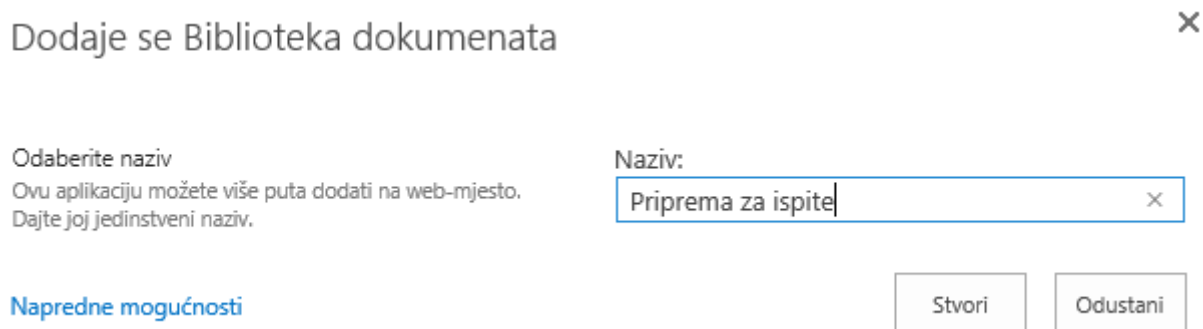 Dodaje se Biblioteka dokumenata
Odaberite naziv
Ovu aplikaciju možete više puta dodati na web-mjesto.
Dajte joj jedinstveni naziv.
Naziv:
Priprema za ispite
Napredne mogućnosti
Stvori
Odustani